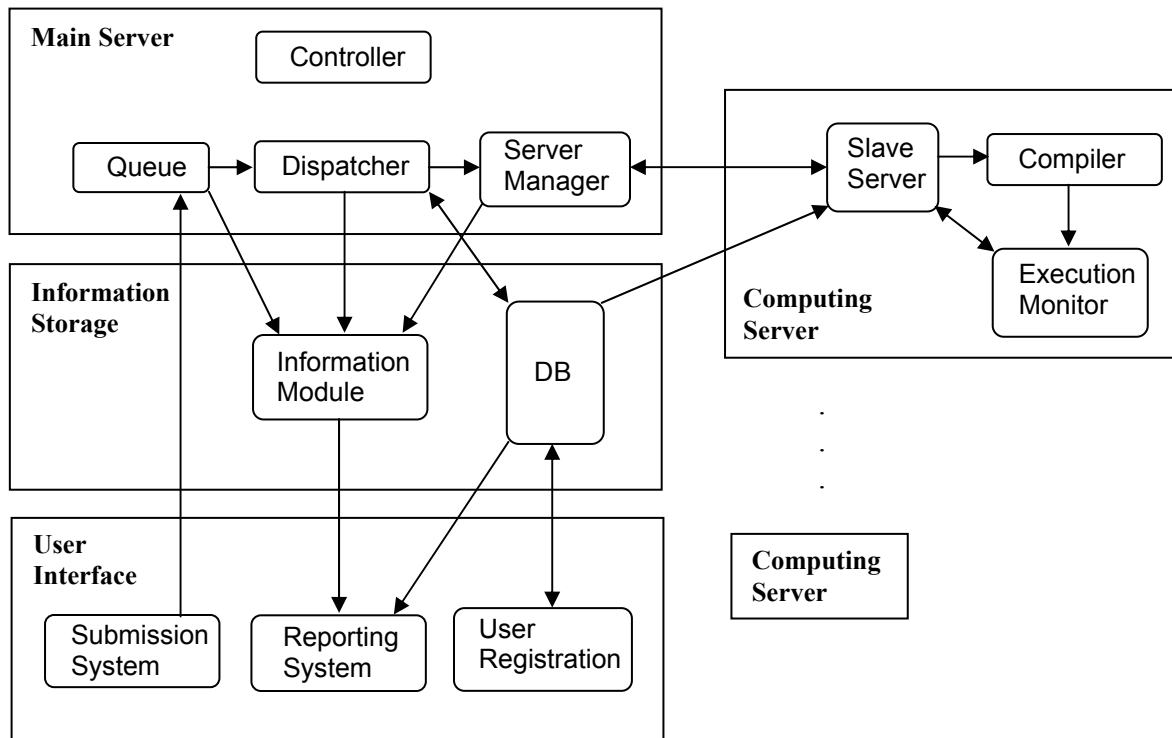 Main Server
Controller
Queue
Dispatcher
Server
Manager
Slave
Server
Compiler
Execution
Monitor
Computing
Server
Information
Storage
Information
Module
DB
.
.
.
User
Interface
Submission
System
Reporting
System
User
Registration
Computing
Server